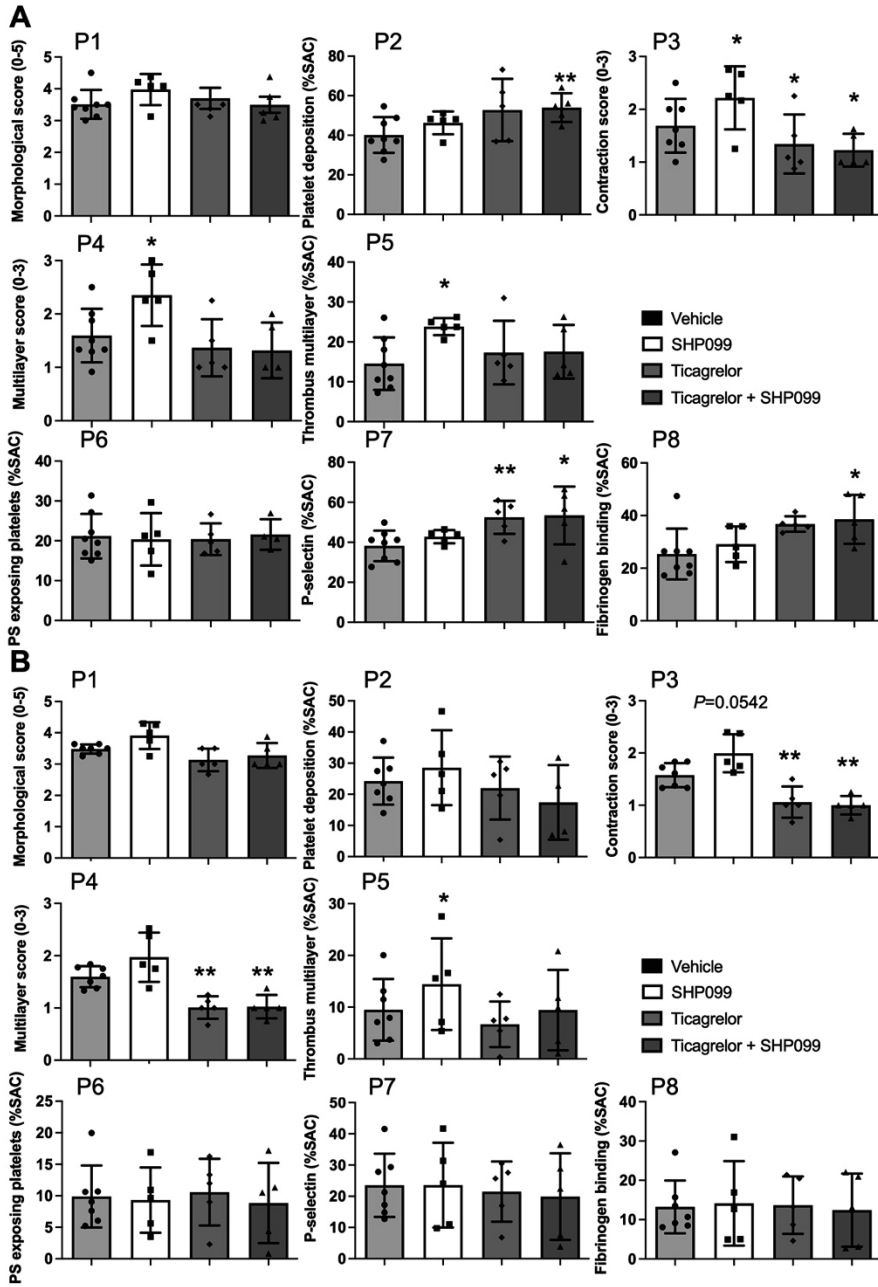 A
P1
Morphological score (0-5)
5
4
3
2
1
0
P2
Platelet deposition (%SAC)
80
60
40
20
0
**
P3
Contraction score (0-3)
3
2
1
0
*
*
*
P4
Multilayer score (0-3)
3
2
1
0
*
P5
Thrombus multilayer (%SAC)
40
30
20
10
0
*
Vehicle
SHP099
Ticagrelor
Ticagrelor + SHP099
P6
PS exposing platelets (%SAC)
40
30
20
10
0
P7
P-selectin (%SAC)
80
60
40
20
0
**
*
P8
Fibrinogen binding (%SAC)
60
40
20
0
*
B
P1
Morphological score (0-5)
5
4
3
2
1
0
P2
Platelet deposition (%SAC)
50
40
30
20
10
0
P3
Contraction score (0-3)
3
2
1
0
P=0.0542
**
**
P4
Multilayer score (0-3)
3
2
1
0
**
**
P5
Thrombus multilayer (%SAC)
30
20
10
0
*
Vehicle
SHP099
Ticagrelor
Ticagrelor + SHP099
P6
PS exposing platelets (%SAC)
25
20
15
10
5
0
P7
P-selectin (%SAC)
50
40
30
20
10
0
P8
Fibrinogen binding (%SAC)
40
30
20
10
0